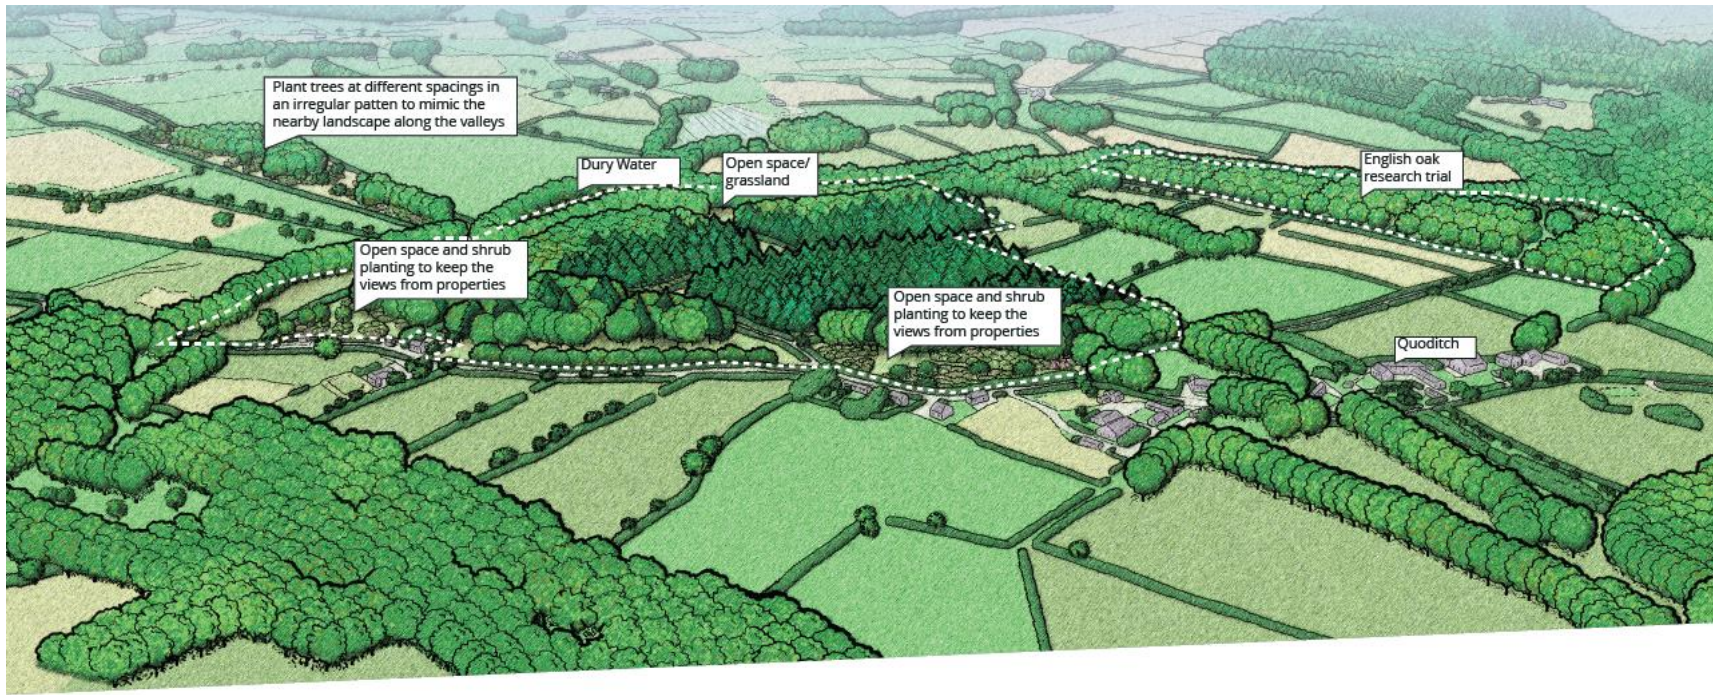 Plant trees at different spacings in
an irregular patten to mimic the
nearby landscape along the valleys
Dury Water
Open space/
grassland
English oak
research trial
Open space and shrub
planting to keep the
views from properties
Open space and shrub
planting to keep the
views from properties
Quoditch